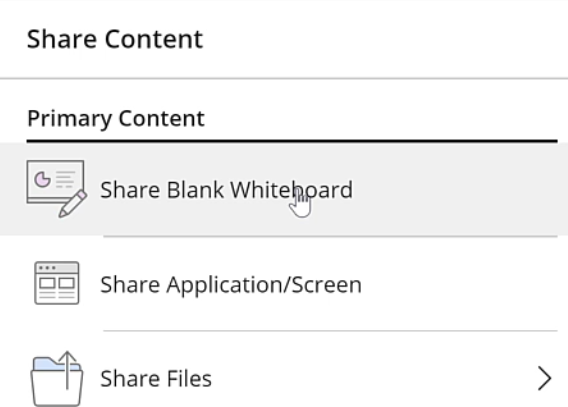 Share Content
Primary Content
Share Blank Whiteboard
Share Application/Screen
Share Files